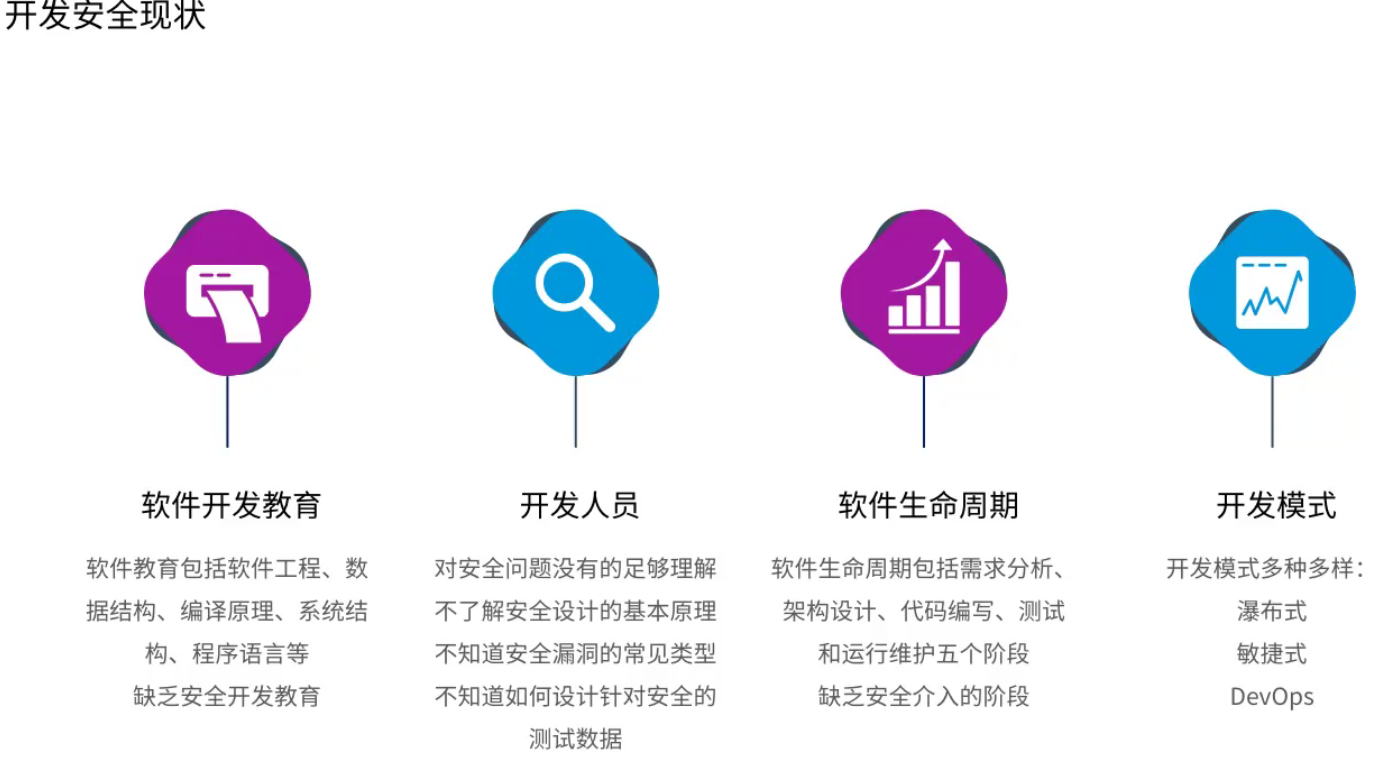 开发安全现状
软件开发教育
软件教育包括软件工程、数
据结构、编译原理、系统结
构、程序语言等
缺乏安全开发教育
开发人员
对安全问题没有的足够理解
不了解安全设计的基本原理
不知道安全漏洞的常见类型
不知道如何设计针对安全的
测试数据
软件生命周期
软件生命周期包括需求分析、
架构设计、代码编写、测试
和运行维护五个阶段
缺乏安全介入的阶段
开发模式
开发模式多种多样：
瀑布式
敏捷式
DevOps